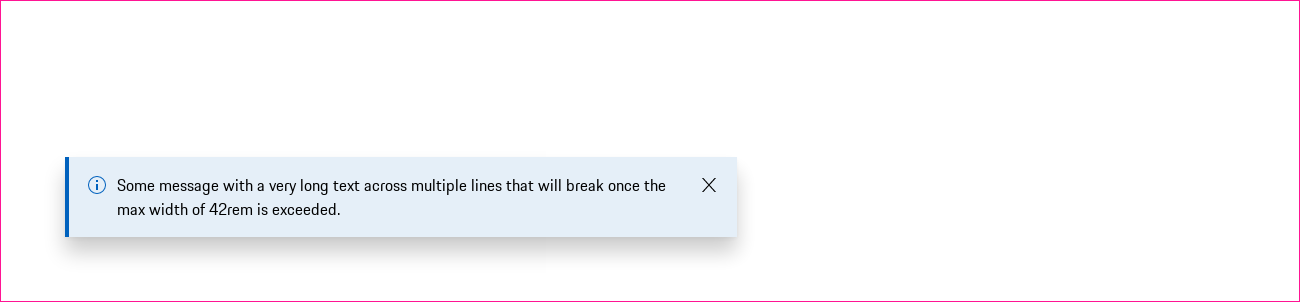 Some message with a very long text across multiple lines that will break once the
max width of 42rem is exceeded.